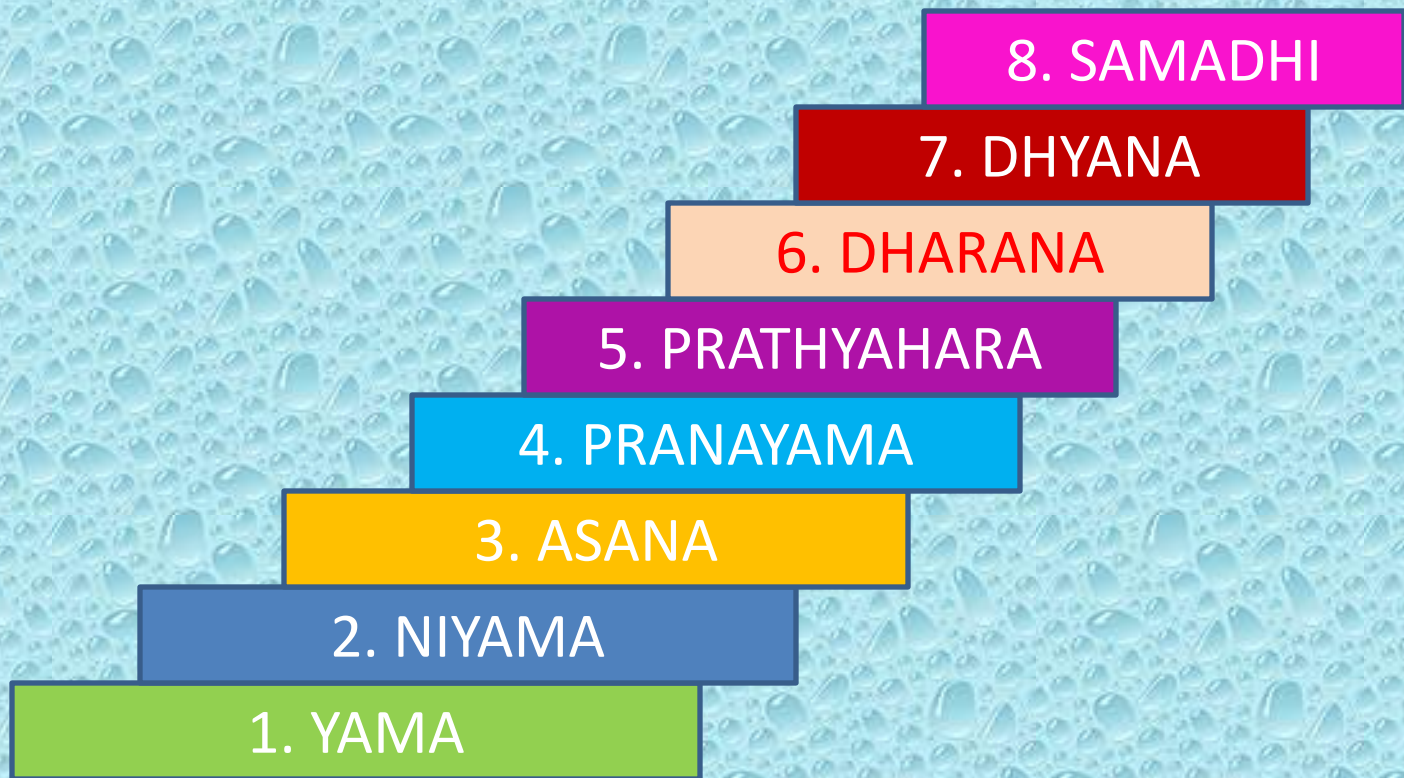 8. SAMADHI
7. DHYANA
6. DHARANA
5. PRATHYAHARA
4. PRANAYAMA
3. ASANA
2. NIYAMA
1. YAMA